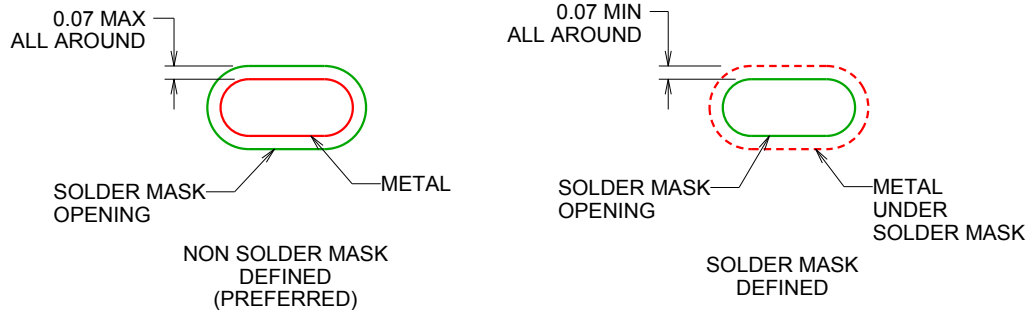 0.07 MAX
ALL AROUND
SOLDER MASK
OPENING
METAL
NON SOLDER MASK
DEFINED
(PREFERRED)
0.07 MIN
ALL AROUND
SOLDER MASK
OPENING
METAL
UNDER
SOLDER MASK
SOLDER MASK
DEFINED